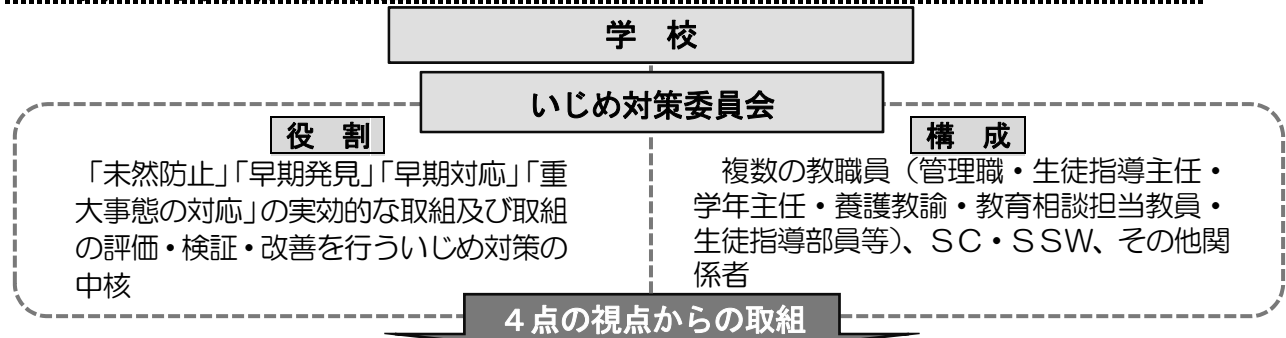 学 校
いじめ対策委員会
役 割
「未然防止」「早期発見」「早期対応」「重
大事態の対応」の実効的な取組及び取組
の評価・検証・改善を行ういじめ対策の
中核
構 成
複数の教職員（管理職・生徒指導主任・
学年主任・養護教諭・教育相談担当教員・
生徒指導部員等）、ＳＣ・ＳＳＷ、その他関
係者
４点の視点からの取組